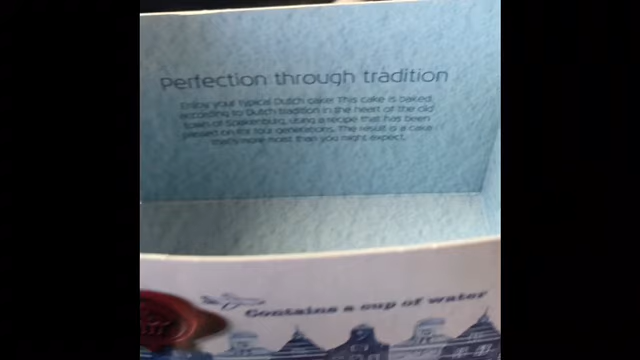 Perfection through tradition
Enjoy your typical Dutch cake! This cake is baked,
according to Dutch tradition in the heart of the old
town of Spakenburg, using a recipe that has been
passed on for four generations. The result is a cake
that's more moist than you might expect.
Contains a cup of water